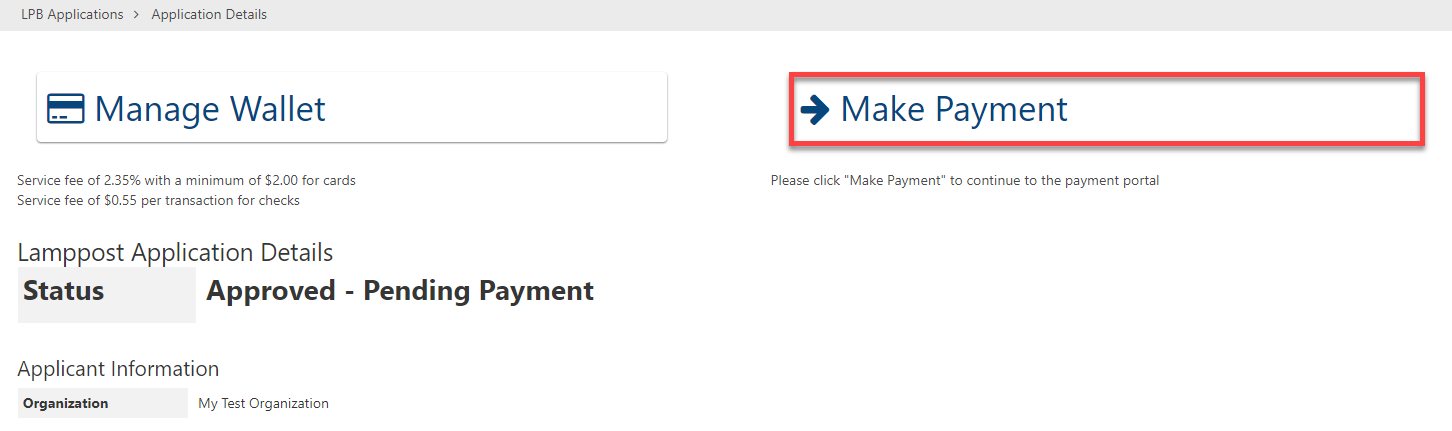 LPB Applications > Application Details
Manage Wallet
Make Payment
Service fee of 2.35% with a minimum of $2.00 for cards
Service fee of $0.55 per transaction for checks
Please click "Make Payment" to continue to the payment portal
Lamppost Application Details
Status Approved - Pending Payment
Applicant Information
Organization My Test Organization